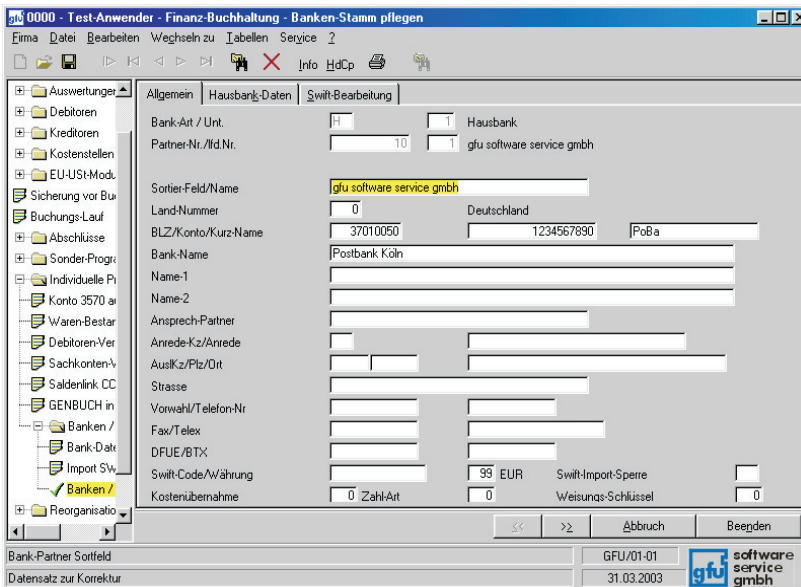 gfu 0000 - Test-Anwender - Finanz-Buchhaltung - Banken-Stamm pflegen
Firma Datei Bearbeiten Wechseln zu Tabellen Service ?
Info HdCp
Auswertunger
Debitoren
Kreditoren
Kostenstellen
EU-USt-Modu
Sicherung vor Bu
Buchungs-Lauf
Abschlüsse
Sonder-Progra
Individuelle Pr
Konto 3570 a
Waren-Bestar
Debitoren-Ver
Sachkonten-V
Saldenlink CC
GENBUCH in
Banken /
Bank-Date
Import SW
Banken /
Reorganisatio
Allgemein Hausbank-Daten Swift-Bearbeitung
Bank-Art / Unt. H 1 Hausbank
Partner-Nr./lfd.Nr. 10 1 gfu software service gmbh
Sortier-Feld/Name gfu software service gmbh
Land-Nummer 0 Deutschland
BLZ/Konto/Kurz-Name 37010050 1234567890 PoBa
Bank-Name Postbank Köln
Name-1
Name-2
Ansprech-Partner
Anrede-Kz/Anrede
AuslKz/Plz/Ort
Strasse
Vorwahl/Telefon-Nr
Fax/Telex
DFUE/BTX
Swift-Code/Währung 99 EUR Swift-Import-Sperre
Kostenübernahme 0 Zahl-Art 0 Weisungs-Schlüssel 0
<< >> Abbruch Beenden
Bank-Partner Sortfeld GFU/01-01
Datensatz zur Korrektur 31.03.2003
gfu software service gmbh